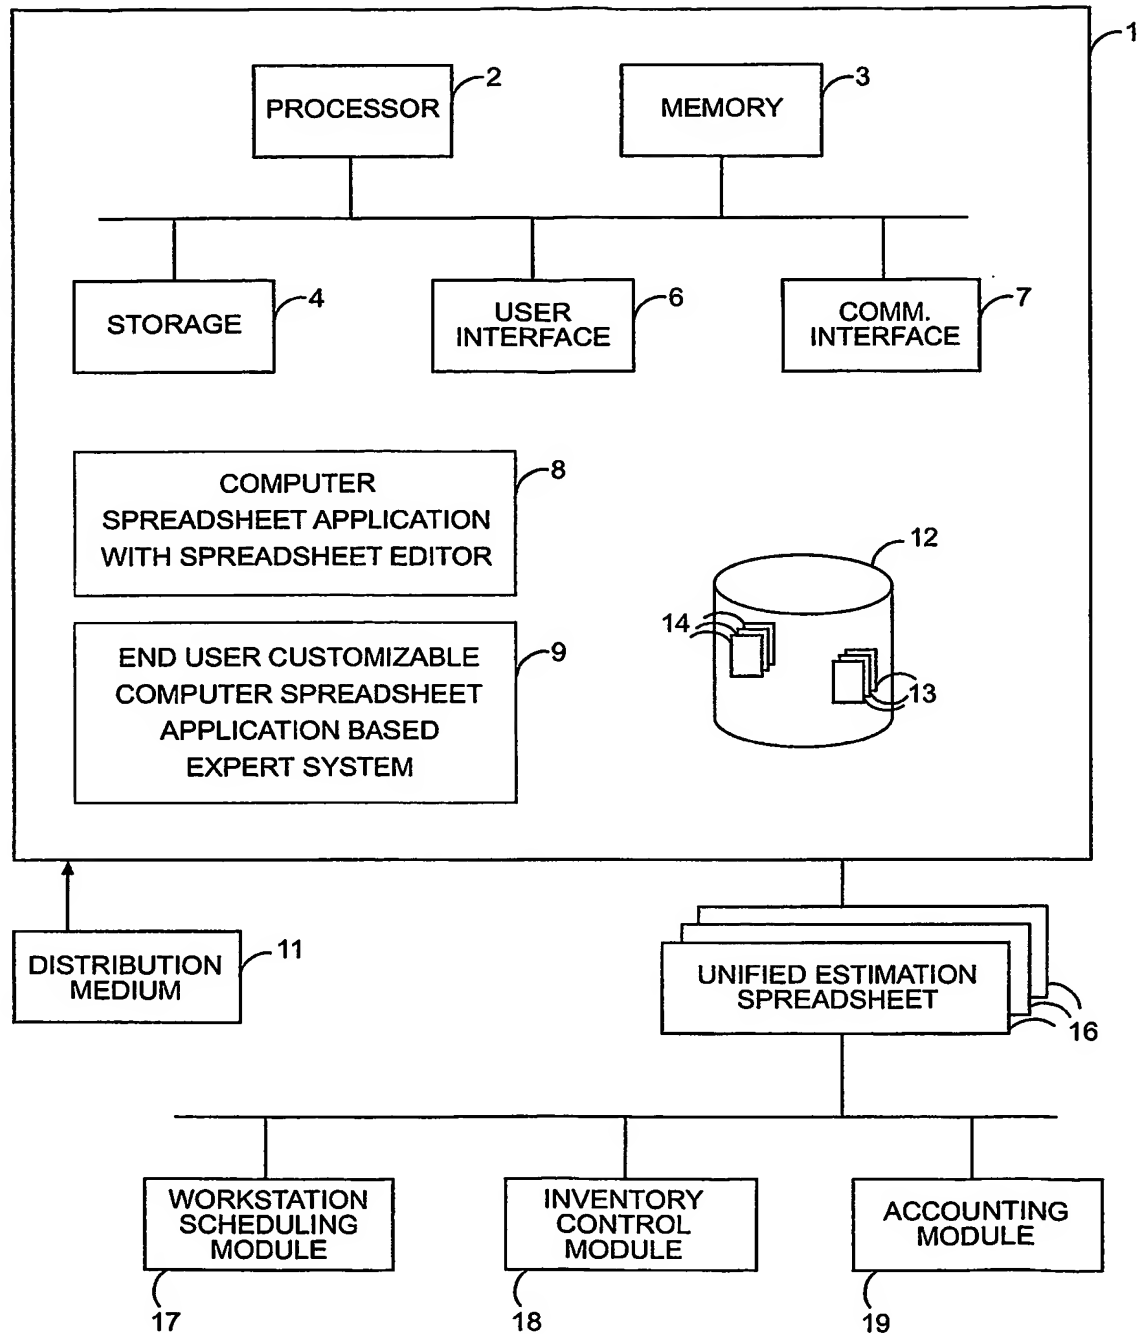 1
2
3
PROCESSOR
MEMORY
4
6
7
STORAGE
USER
INTERFACE
COMM.
INTERFACE
8
COMPUTER
SPREADSHEET APPLICATION
WITH SPREADSHEET EDITOR
12
14
13
9
END USER CUSTOMIZABLE
COMPUTER SPREADSHEET
APPLICATION BASED
EXPERT SYSTEM
11
DISTRIBUTION
MEDIUM
UNIFIED ESTIMATION
SPREADSHEET
16
WORKSTATION
SCHEDULING
MODULE
INVENTORY
CONTROL
MODULE
ACCOUNTING
MODULE
17
18
19